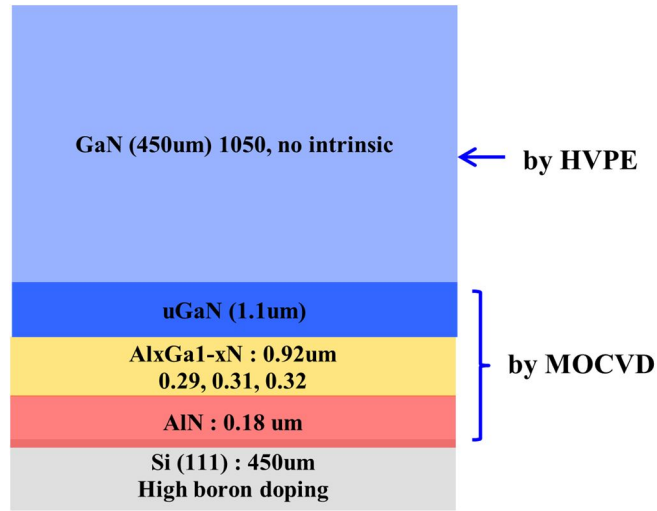 GaN (450um) 1050, no intrinsic
by HVPE
uGaN (1.1um)
AlxGa1-xN : 0.92um
0.29, 0.31, 0.32
by MOCVD
AlN : 0.18 um
Si (111) : 450um
High boron doping